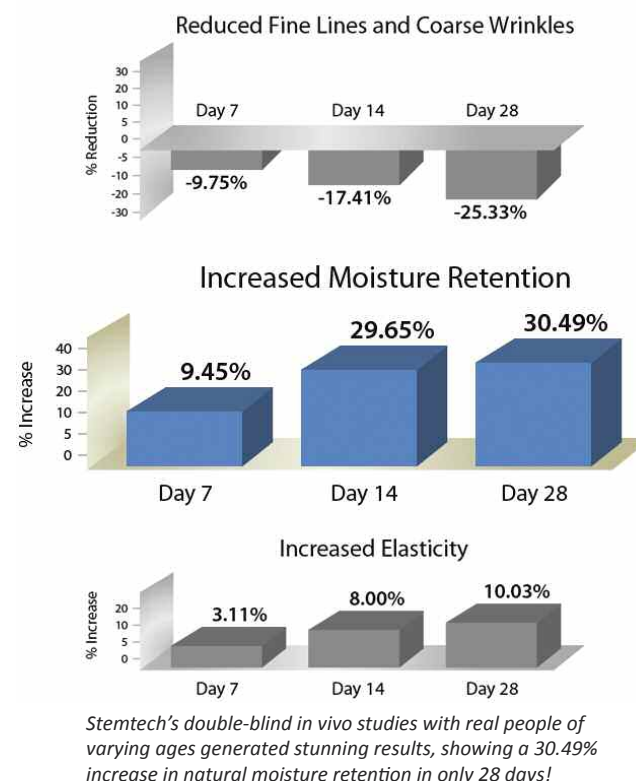 Reduced Fine Lines and Coarse Wrinkles
% Reduction
30
20
10
5
0
-5
-10
-20
-30
Day 7
Day 14
Day 28
-9.75%
-17.41%
-25.33%
Increased Moisture Retention
% Increase
40
30
20
10
5
0
9.45%
29.65%
30.49%
Day 7
Day 14
Day 28
Increased Elasticity
% Increase
20
10
5
0
3.11%
8.00%
10.03%
Day 7
Day 14
Day 28
Stemtech’s double-blind in vivo studies with real people of
varying ages generated stunning results, showing a 30.49%
increase in natural moisture retention in only 28 days!